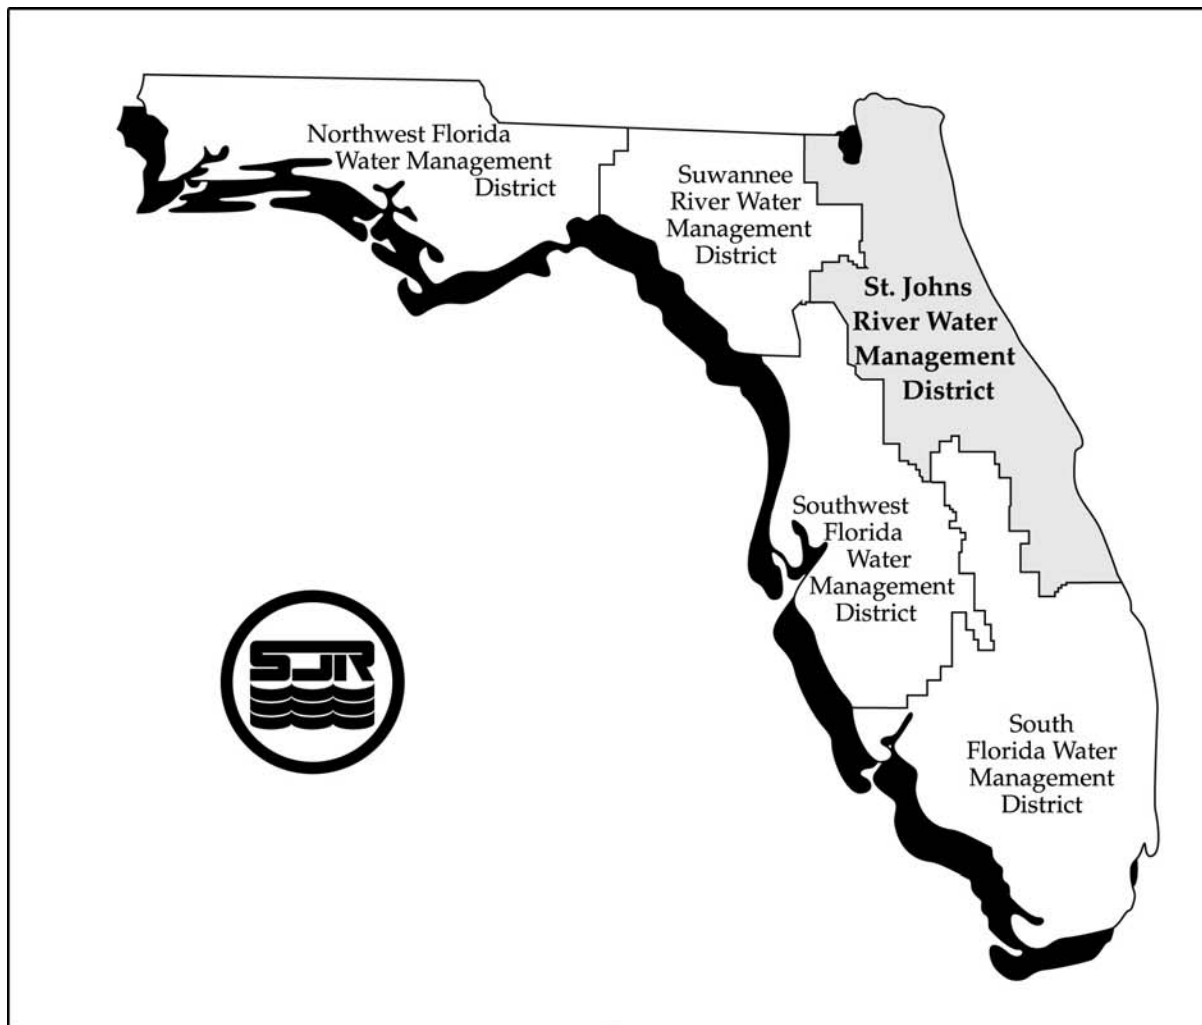 Northwest Florida
Water Management
District
Suwannee
River Water
Management
District
St. Johns
River Water
Management
District
Southwest
Florida
Water
Management
District
SJR
South
Florida Water
Management
District